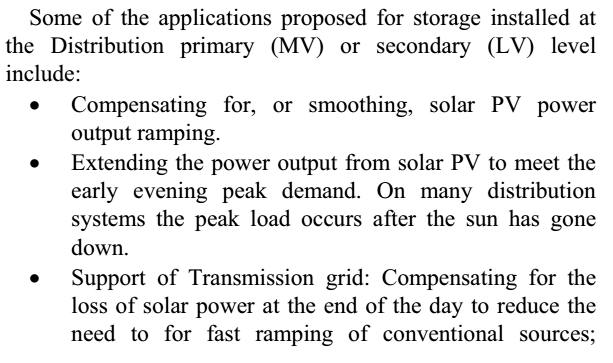 Some of the applications proposed for storage installed at
the Distribution primary (MV) or secondary (LV) level
include:
• Compensating for, or smoothing, solar PV power
output ramping.
• Extending the power output from solar PV to meet the
early evening peak demand. On many distribution
systems the peak load occurs after the sun has gone
down.
• Support of Transmission grid: Compensating for the
loss of solar power at the end of the day to reduce the
need to for fast ramping of conventional sources;